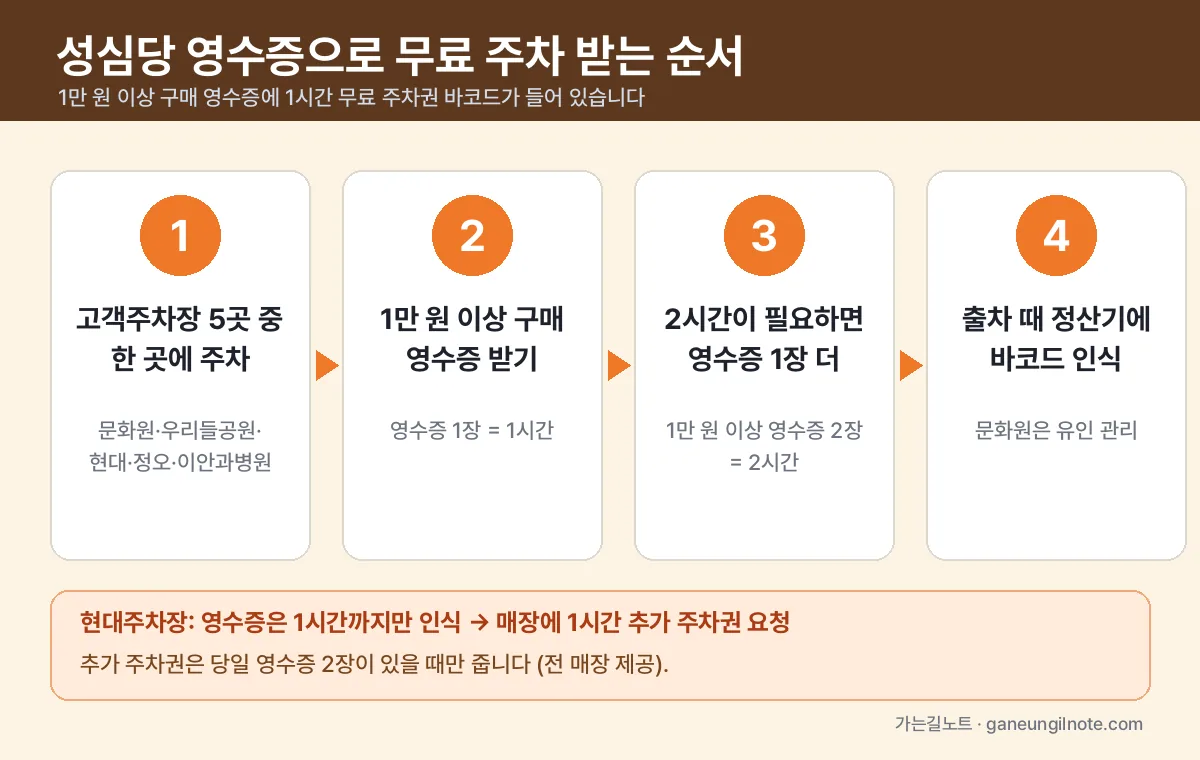 성심당 영수증으로 무료 주차 받는 순서
1만 원 이상 구매 영수증에 1시간 무료 주차권 바코드가 들어 있습니다
1
고객주차장 5곳 중
한 곳에 주차
문화원·우리들공원·
현대·정오·이안과병원
2
1만 원 이상 구매
영수증 받기
영수증 1장 = 1시간
3
2시간이 필요하면
영수증 1장 더
1만 원 이상 영수증 2장
= 2시간
4
출차 때 정산기에
바코드 인식
문화원은 유인 관리
현대주차장: 영수증은 1시간까지만 인식 → 매장에 1시간 추가 주차권 요청
추가 주차권은 당일 영수증 2장이 있을 때만 줍니다 (전 매장 제공).
가는길노트 · ganeungilnote.com